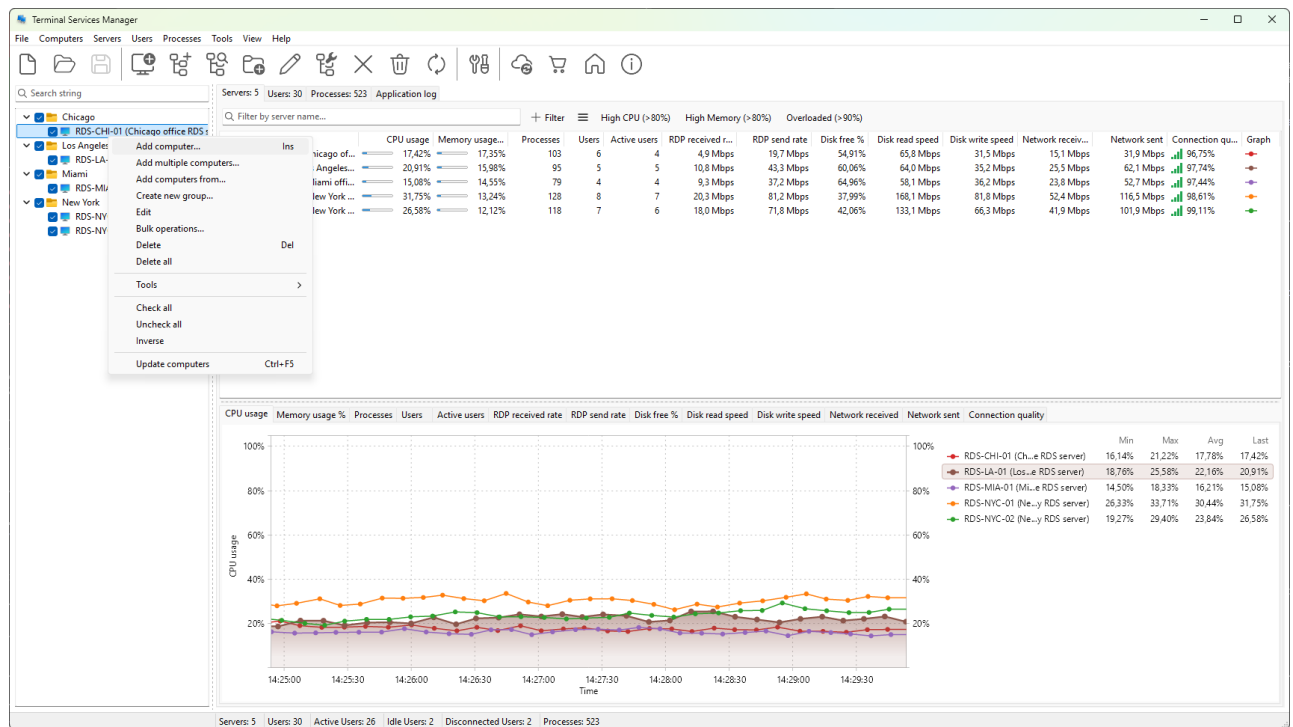 Terminal Services Manager
File Computers Servers Users Processes Tools View Help
Search string
Servers: 5 Users: 30 Processes: 523 Application log
Filter by server name... Filter High CPU (>80%) High Memory (>80%) Overloaded (>90%)
Chicago
RDS-CHI-01 (Chicago office RDS s
Los Angeles
RDS-LA-
Miami
RDS-MIA
New York
RDS-NY
RDS-NY
Add computer... Ins
Add multiple computers...
Add computers from...
Create new group...
Edit
Bulk operations...
Delete Del
Delete all
Tools
Check all
Uncheck all
Inverse
Update computers Ctrl+F5
CPU usage Memory usage... Processes Users Active users RDP received r... RDP send rate Disk free % Disk read speed Disk write speed Network receiv... Network sent Connection qu... Graph
hicago of... 17,42% 17,35% 103 6 4 4,9 Mbps 19,7 Mbps 54,91% 65,8 Mbps 31,5 Mbps 15,1 Mbps 31,9 Mbps 96,75%
Angeles... 20,91% 15,98% 95 5 5 10,8 Mbps 43,3 Mbps 60,06% 64,0 Mbps 35,2 Mbps 25,5 Mbps 62,1 Mbps 97,74%
liami offi... 15,08% 14,55% 79 4 4 9,3 Mbps 37,2 Mbps 64,96% 58,1 Mbps 36,2 Mbps 23,8 Mbps 52,7 Mbps 97,44%
lew York ... 31,75% 13,24% 128 8 7 20,3 Mbps 81,2 Mbps 37,99% 168,1 Mbps 81,8 Mbps 52,4 Mbps 116,5 Mbps 98,61%
lew York ... 26,58% 12,12% 118 7 6 18,0 Mbps 71,8 Mbps 42,06% 133,1 Mbps 66,3 Mbps 41,9 Mbps 101,9 Mbps 99,11%
CPU usage Memory usage % Processes Users Active users RDP received rate RDP send rate Disk free % Disk read speed Disk write speed Network received Network sent Connection quality
100% 100%
80% 80%
60% 60%
40% 40%
20% 20%
CPU usage
14:25:00 14:25:30 14:26:00 14:26:30 14:27:00 14:27:30 14:28:00 14:28:30 14:29:00 14:29:30
Time
Min Max Avg Last
RDS-CHI-01 (Ch...e RDS server) 16,14% 21,22% 17,78% 17,42%
RDS-LA-01 (Los...e RDS server) 18,76% 25,58% 22,16% 20,91%
RDS-MIA-01 (Mi...e RDS server) 14,50% 18,33% 16,21% 15,08%
RDS-NYC-01 (Ne...y RDS server) 26,33% 33,71% 30,44% 31,75%
RDS-NYC-02 (Ne...y RDS server) 19,27% 29,40% 23,84% 26,58%
Servers: 5 Users: 30 Active Users: 26 Idle Users: 2 Disconnected Users: 2 Processes: 523